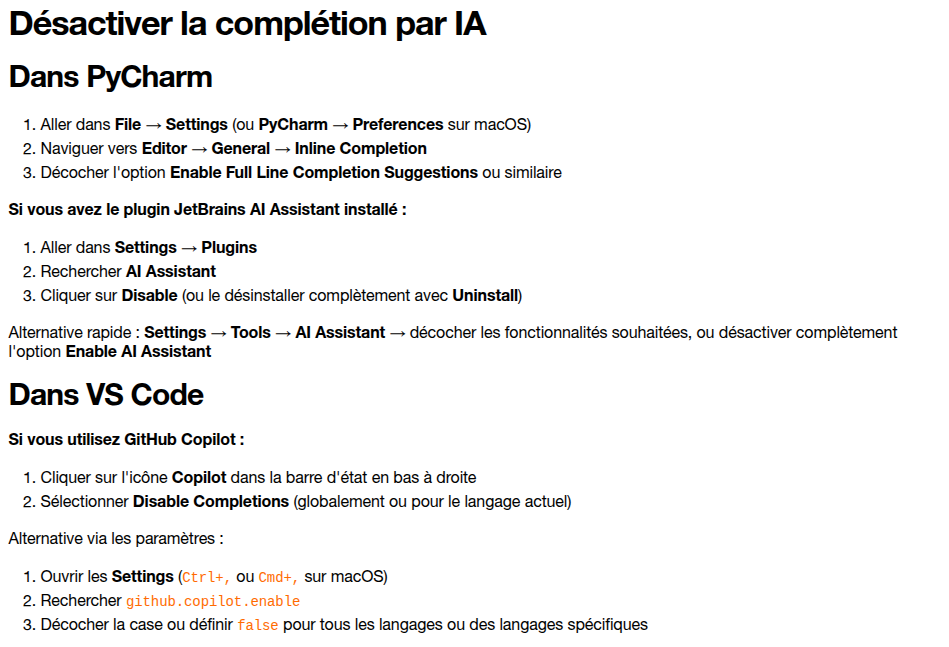 Désactiver la complétion par IA
Dans PyCharm
1. Aller dans File → Settings (ou PyCharm → Preferences sur macOS)
2. Naviguer vers Editor → General → Inline Completion
3. Décocher l'option Enable Full Line Completion Suggestions ou similaire
Si vous avez le plugin JetBrains AI Assistant installé :
1. Aller dans Settings → Plugins
2. Rechercher AI Assistant
3. Cliquer sur Disable (ou le désinstaller complètement avec Uninstall)
Alternative rapide : Settings → Tools → AI Assistant → décocher les fonctionnalités souhaitées, ou désactiver complètement
l'option Enable AI Assistant
Dans VS Code
Si vous utilisez GitHub Copilot :
1. Cliquer sur l'icône Copilot dans la barre d'état en bas à droite
2. Sélectionner Disable Completions (globalement ou pour le langage actuel)
Alternative via les paramètres :
1. Ouvrir les Settings (Ctrl+, ou Cmd+, sur macOS)
2. Rechercher github.copilot.enable
3. Décocher la case ou définir false pour tous les langages ou des langages spécifiques